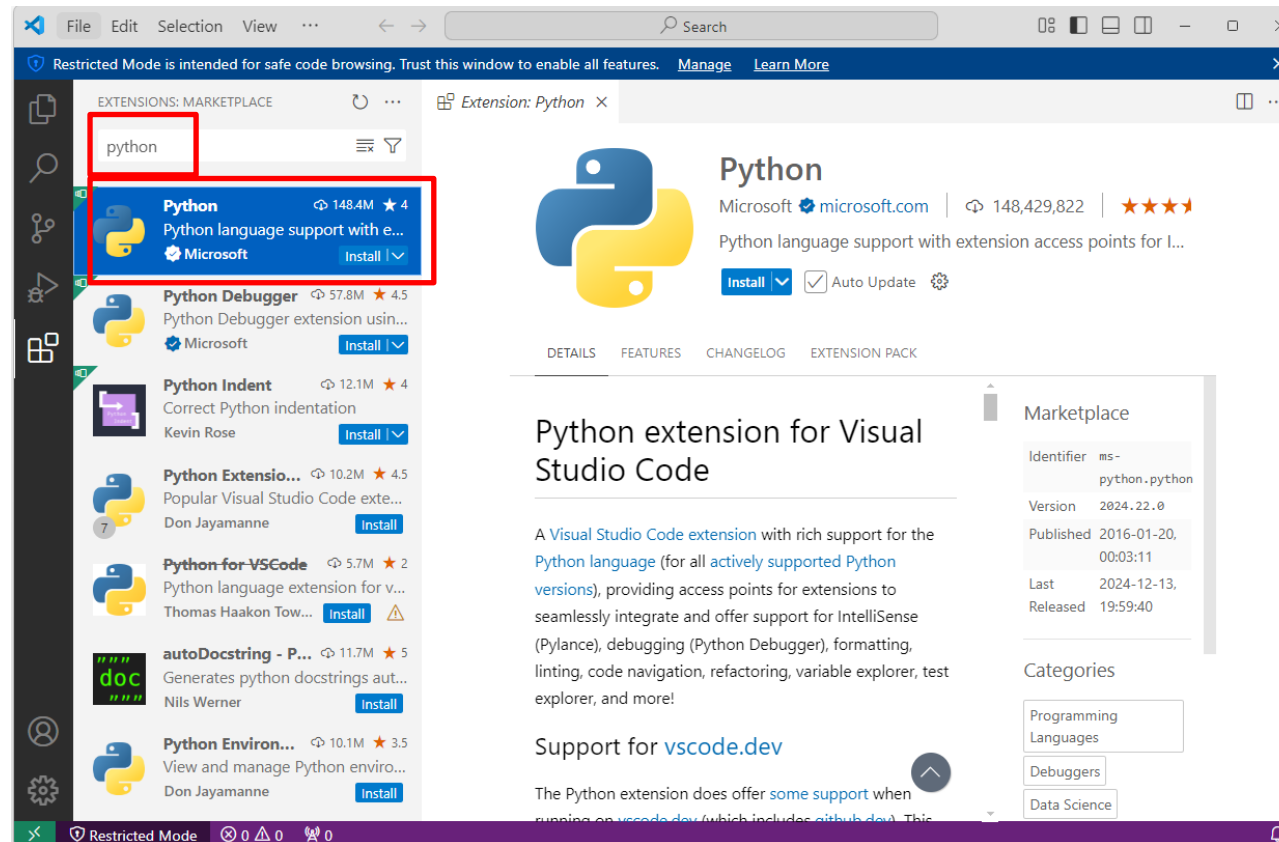 File Edit Selection View ··· Search
Restricted Mode is intended for safe code browsing. Trust this window to enable all features. Manage Learn More
EXTENSIONS: MARKETPLACE
python
Python 148.4M ★ 4
Python language support with e...
Microsoft Install
Python Debugger 57.8M ★ 4.5
Python Debugger extension usin...
Microsoft Install
Python Indent 12.1M ★ 4
Correct Python indentation
Kevin Rose Install
Python Extensio... 10.2M ★ 4.5
Popular Visual Studio Code exte...
7 Don Jayamanne Install
Python for VSCode 5.7M ★ 2
Python language extension for v...
Thomas Haakon Tow... Install
autoDocstring - P... 11.7M ★ 5
Generates python docstrings aut...
Nils Werner Install
""" doc """
Python Environ... 10.1M ★ 3.5
View and manage Python enviro...
Don Jayamanne Install
Extension: Python
Python
Microsoft microsoft.com 148,429,822
Python language support with extension access points for I...
Install Auto Update
DETAILS FEATURES CHANGELOG EXTENSION PACK
Python extension for Visual
Studio Code
A Visual Studio Code extension with rich support for the
Python language (for all actively supported Python
versions), providing access points for extensions to
seamlessly integrate and offer support for IntelliSense
(Pylance), debugging (Python Debugger), formatting,
linting, code navigation, refactoring, variable explorer, test
explorer, and more!
Support for vscode.dev
The Python extension does offer some support when
running on vscode.dev (which includes github.dev). This
Marketplace
Identifier ms-
python.python
Version 2024.22.0
Published 2016-01-20,
00:03:11
Last 2024-12-13,
Released 19:59:40
Categories
Programming
Languages
Debuggers
Data Science
Restricted Mode 0 0 0